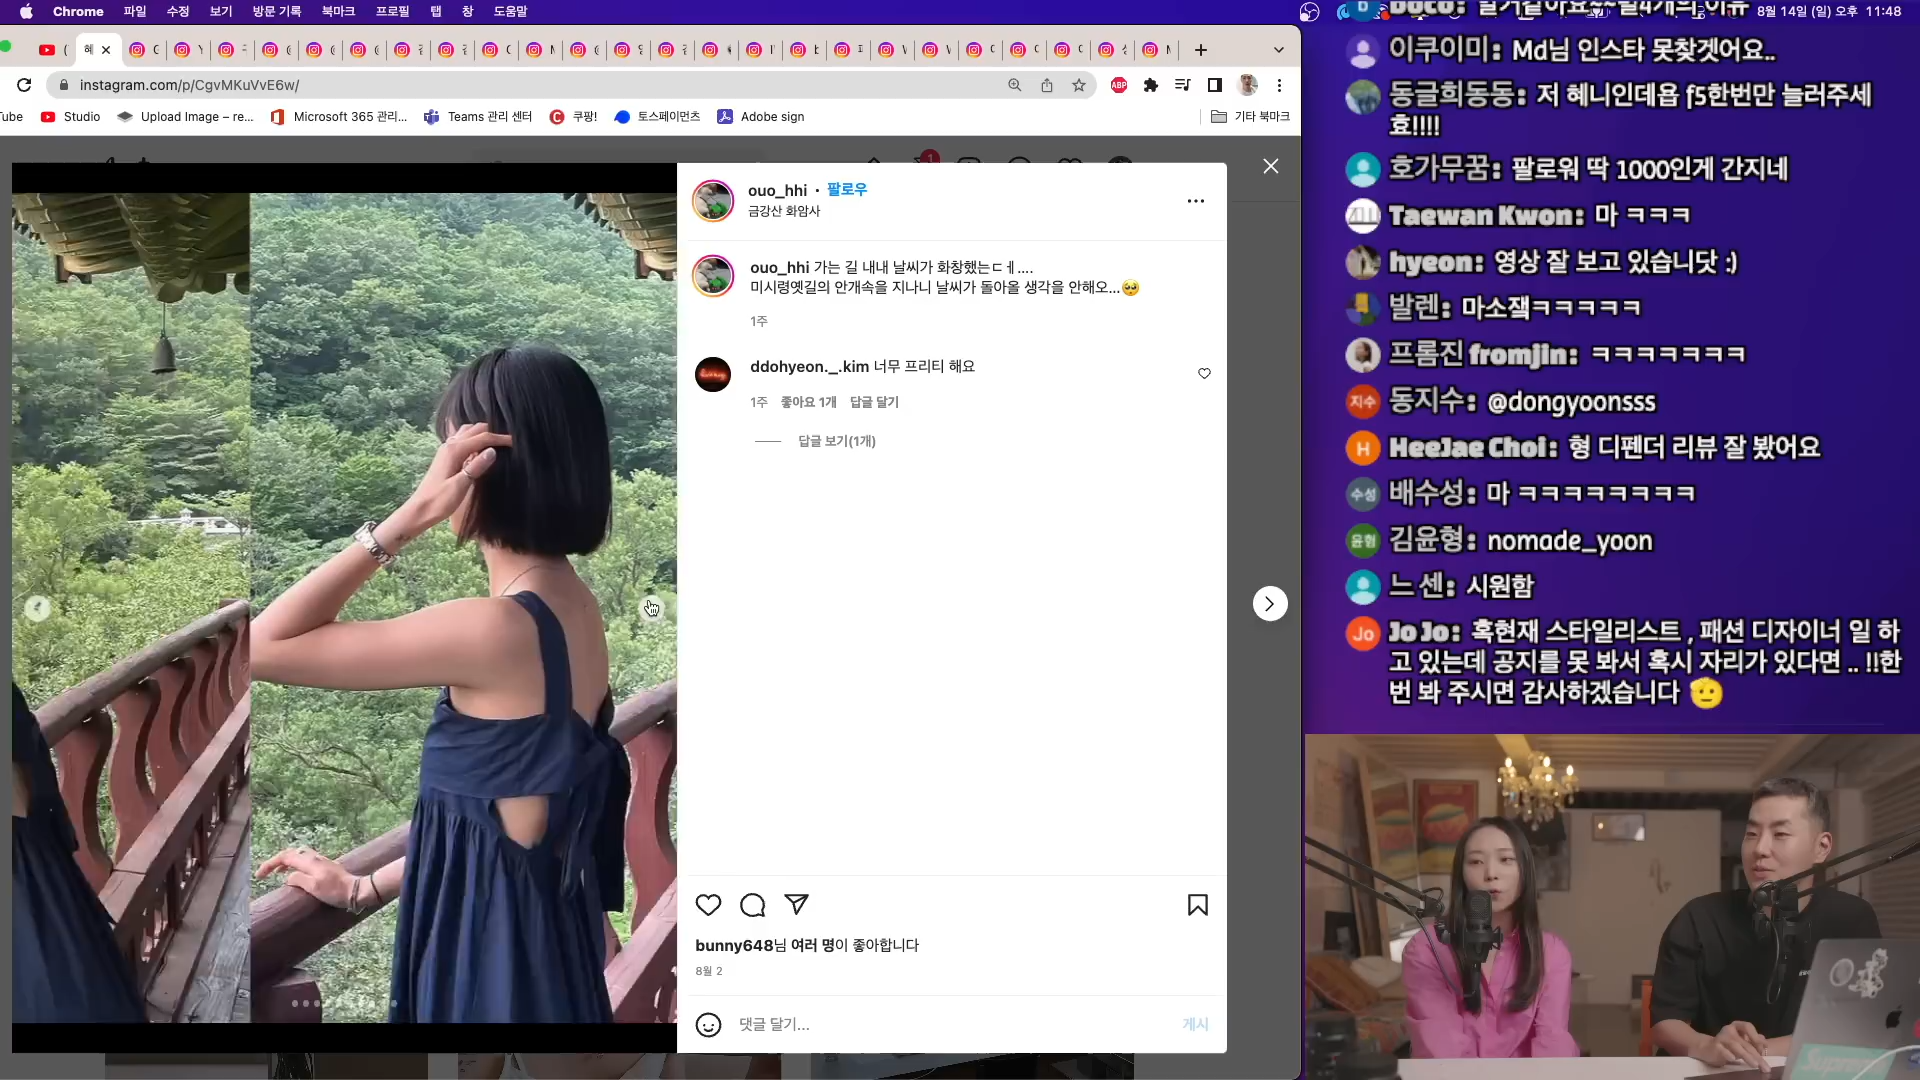 Chrome 파일 수정 보기 방문 기록 북마크 프로필 탭 창 도움말
8월 14일 (일) 오후 11:48
instagram.com/p/CgvMKuVvE6w/
ABP
Tube Studio Upload Image – re... Microsoft 365 관리... Teams 관리 센터 쿠팡! 토스페이먼츠 Adobe sign 기타 북마크
1
ouo_hhi • 팔로우
금강산 화암사
ouo_hhi 가는 길 내내 날씨가 화창했는ㄷㅔ....
미시령옛길의 안개속을 지나니 날씨가 돌아올 생각을 안해오...🥺
1주
ddohyeon._.kim 너무 프리티 해요
1주 좋아요 1개 답글 달기
답글 보기(1개)
bunny648님 여러 명이 좋아합니다
8월 2
댓글 달기...
게시
이쿠이미: Md님 인스타 못찾겟어요..
동글희동동: 저 혜니인데욥 f5한번만 눌러주세
효!!!!
호가무꿈: 팔로워 딱 1000인게 간지네
Taewan Kwon: 마 ㅋㅋㅋ
hyeon: 영상 잘 보고 있습니닷 :)
발렌: 마소잭ㅋㅋㅋㅋㅋ
프롬진 fromjin: ㅋㅋㅋㅋㅋㅋㅋ
지수 동지수: @dongyoonsss
H HeeJae Choi: 형 디펜더 리뷰 잘 봤어요
수성 배수성: 마 ㅋㅋㅋㅋㅋㅋㅋㅋ
윤형 김윤형: nomade_yoon
느 센: 시원함
Jo Jo Jo: 혹현재 스타일리스트 , 패션 디자이너 일 하
고 있는데 공지를 못 봐서 혹시 자리가 있다면 .. !!한
번 봐 주시면 감사하겠습니다 🫡
Supreme